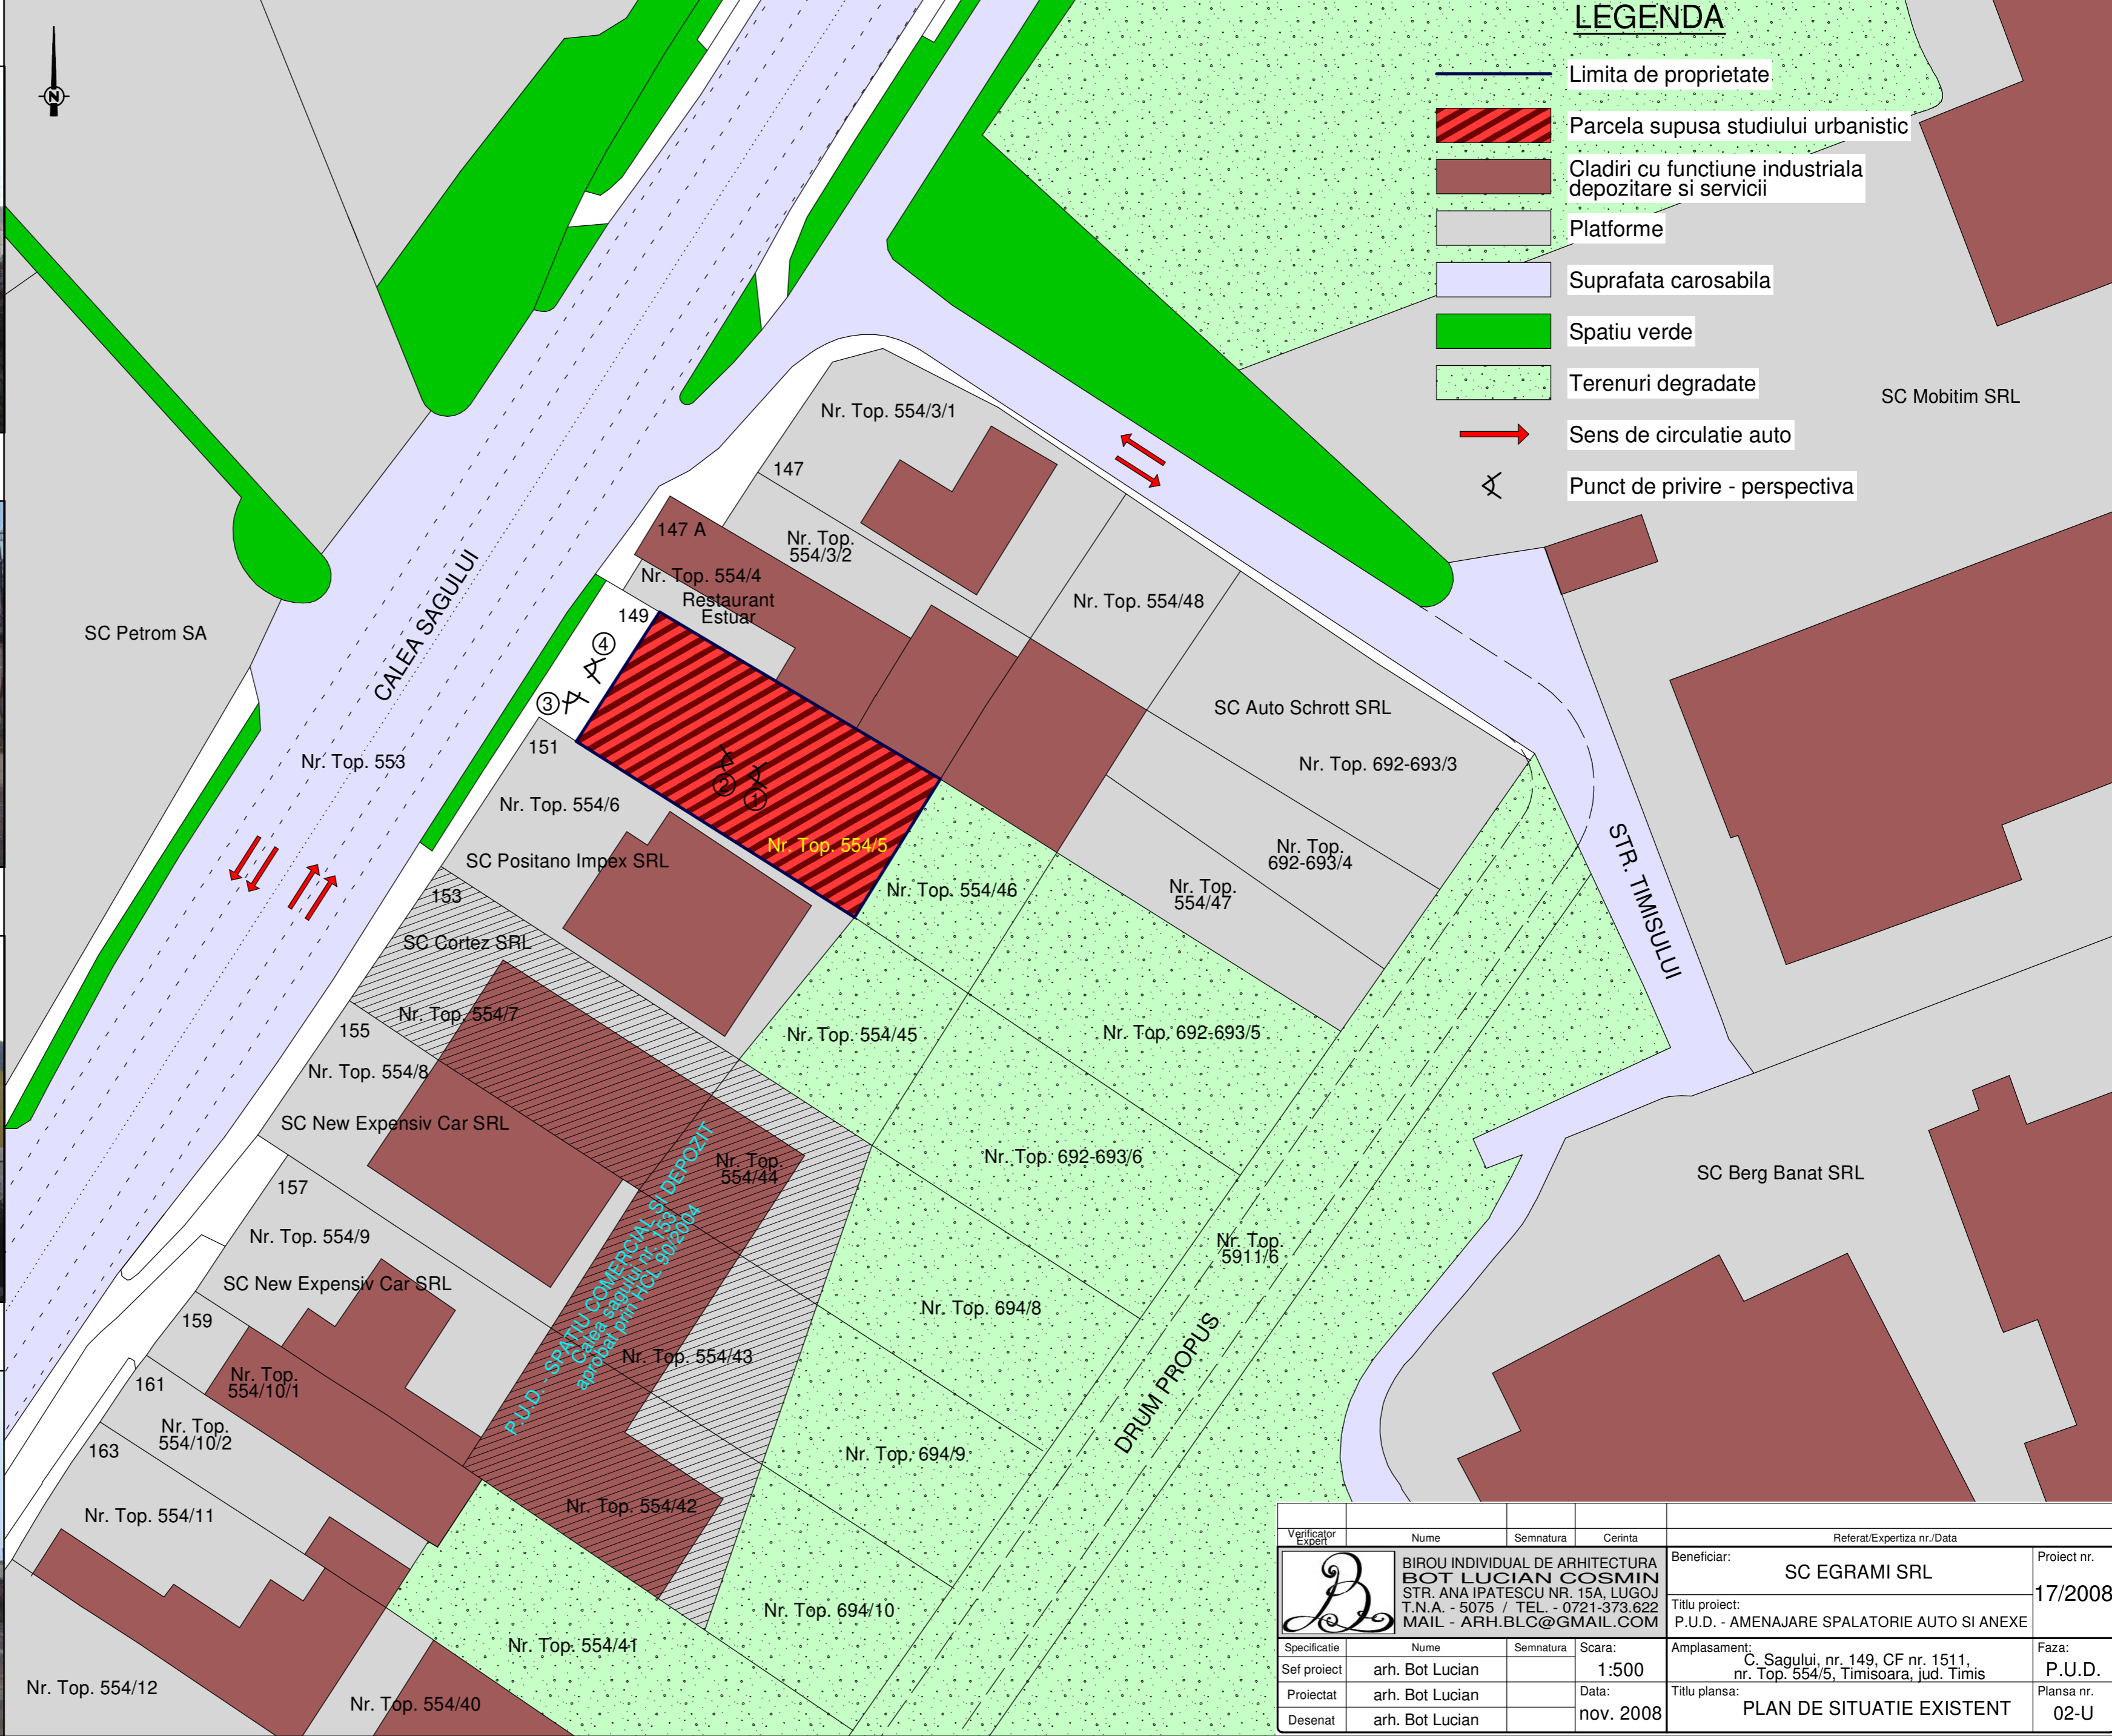 LEGENDA
Limita de proprietate
Parcela supusa studiului urbanistic
Cladiri cu functiune industriala
depozitare si servicii
Platforme
Suprafata carosabila
Spatiu verde
Terenuri degradate
Sens de circulatie auto
Punct de privire - perspectiva
N
SC Mobitim SRL
Nr. Top. 554/3/1
147
147 A
Nr. Top.
554/3/2
Nr. Top. 554/4
Restaurant
Estuar
149
4
3
Nr. Top. 554/48
SC Petrom SA
CALEA SAGULUI
SC Auto Schrott SRL
151
Nr. Top. 553
Nr. Top. 692-693/3
2
1
Nr. Top. 554/6
Nr. Top. 554/5
SC Positano Impex SRL
Nr. Top.
692-693/4
STR. TIMISULUI
153
Nr. Top. 554/46
Nr. Top.
554/47
SC Cortez SRL
Nr. Top. 554/7
155
Nr. Top. 554/45
Nr. Top. 692-693/5
Nr. Top. 554/8
SC New Expensiv Car SRL
Nr. Top.
554/44
Nr. Top. 692-693/6
SC Berg Banat SRL
157
P.U.D. - SPATIU COMERCIAL SI DEPOZIT
Calea sagului nr. 153
aprobat prin HCL 90/2004
Nr. Top. 554/9
Nr. Top.
5911/6
SC New Expensiv Car SRL
159
Nr. Top. 694/8
Nr. Top. 554/43
DRUM PROPUS
161
Nr. Top.
554/10/1
Nr. Top.
554/10/2
163
Nr. Top. 694/9
Nr. Top. 554/42
Nr. Top. 554/11
Nr. Top. 694/10
Nr. Top. 554/41
Nr. Top. 554/12
Nr. Top. 554/40
Verificator
Expert
Nume
Semnatura
Cerinta
Referat/Expertiza nr./Data
B
BIROU INDIVIDUAL DE ARHITECTURA
BOT LUCIAN COSMIN
STR. ANA IPATESCU NR. 15A, LUGOJ
T.N.A. - 5075 / TEL. - 0721-373.622
MAIL - ARH.BLC@GMAIL.COM
Beneficiar:
SC EGRAMI SRL
Proiect nr.
17/2008
Titlu proiect:
P.U.D. - AMENAJARE SPALATORIE AUTO SI ANEXE
Specificatie
Nume
Semnatura
Scara:
1:500
Amplasament:
C. Sagului, nr. 149, CF nr. 1511,
nr. Top. 554/5, Timisoara, jud. Timis
Faza:
P.U.D.
Sef proiect
arh. Bot Lucian
Proiectat
arh. Bot Lucian
Data:
nov. 2008
Titlu plansa:
PLAN DE SITUATIE EXISTENT
Plansa nr.
02-U
Desenat
arh. Bot Lucian